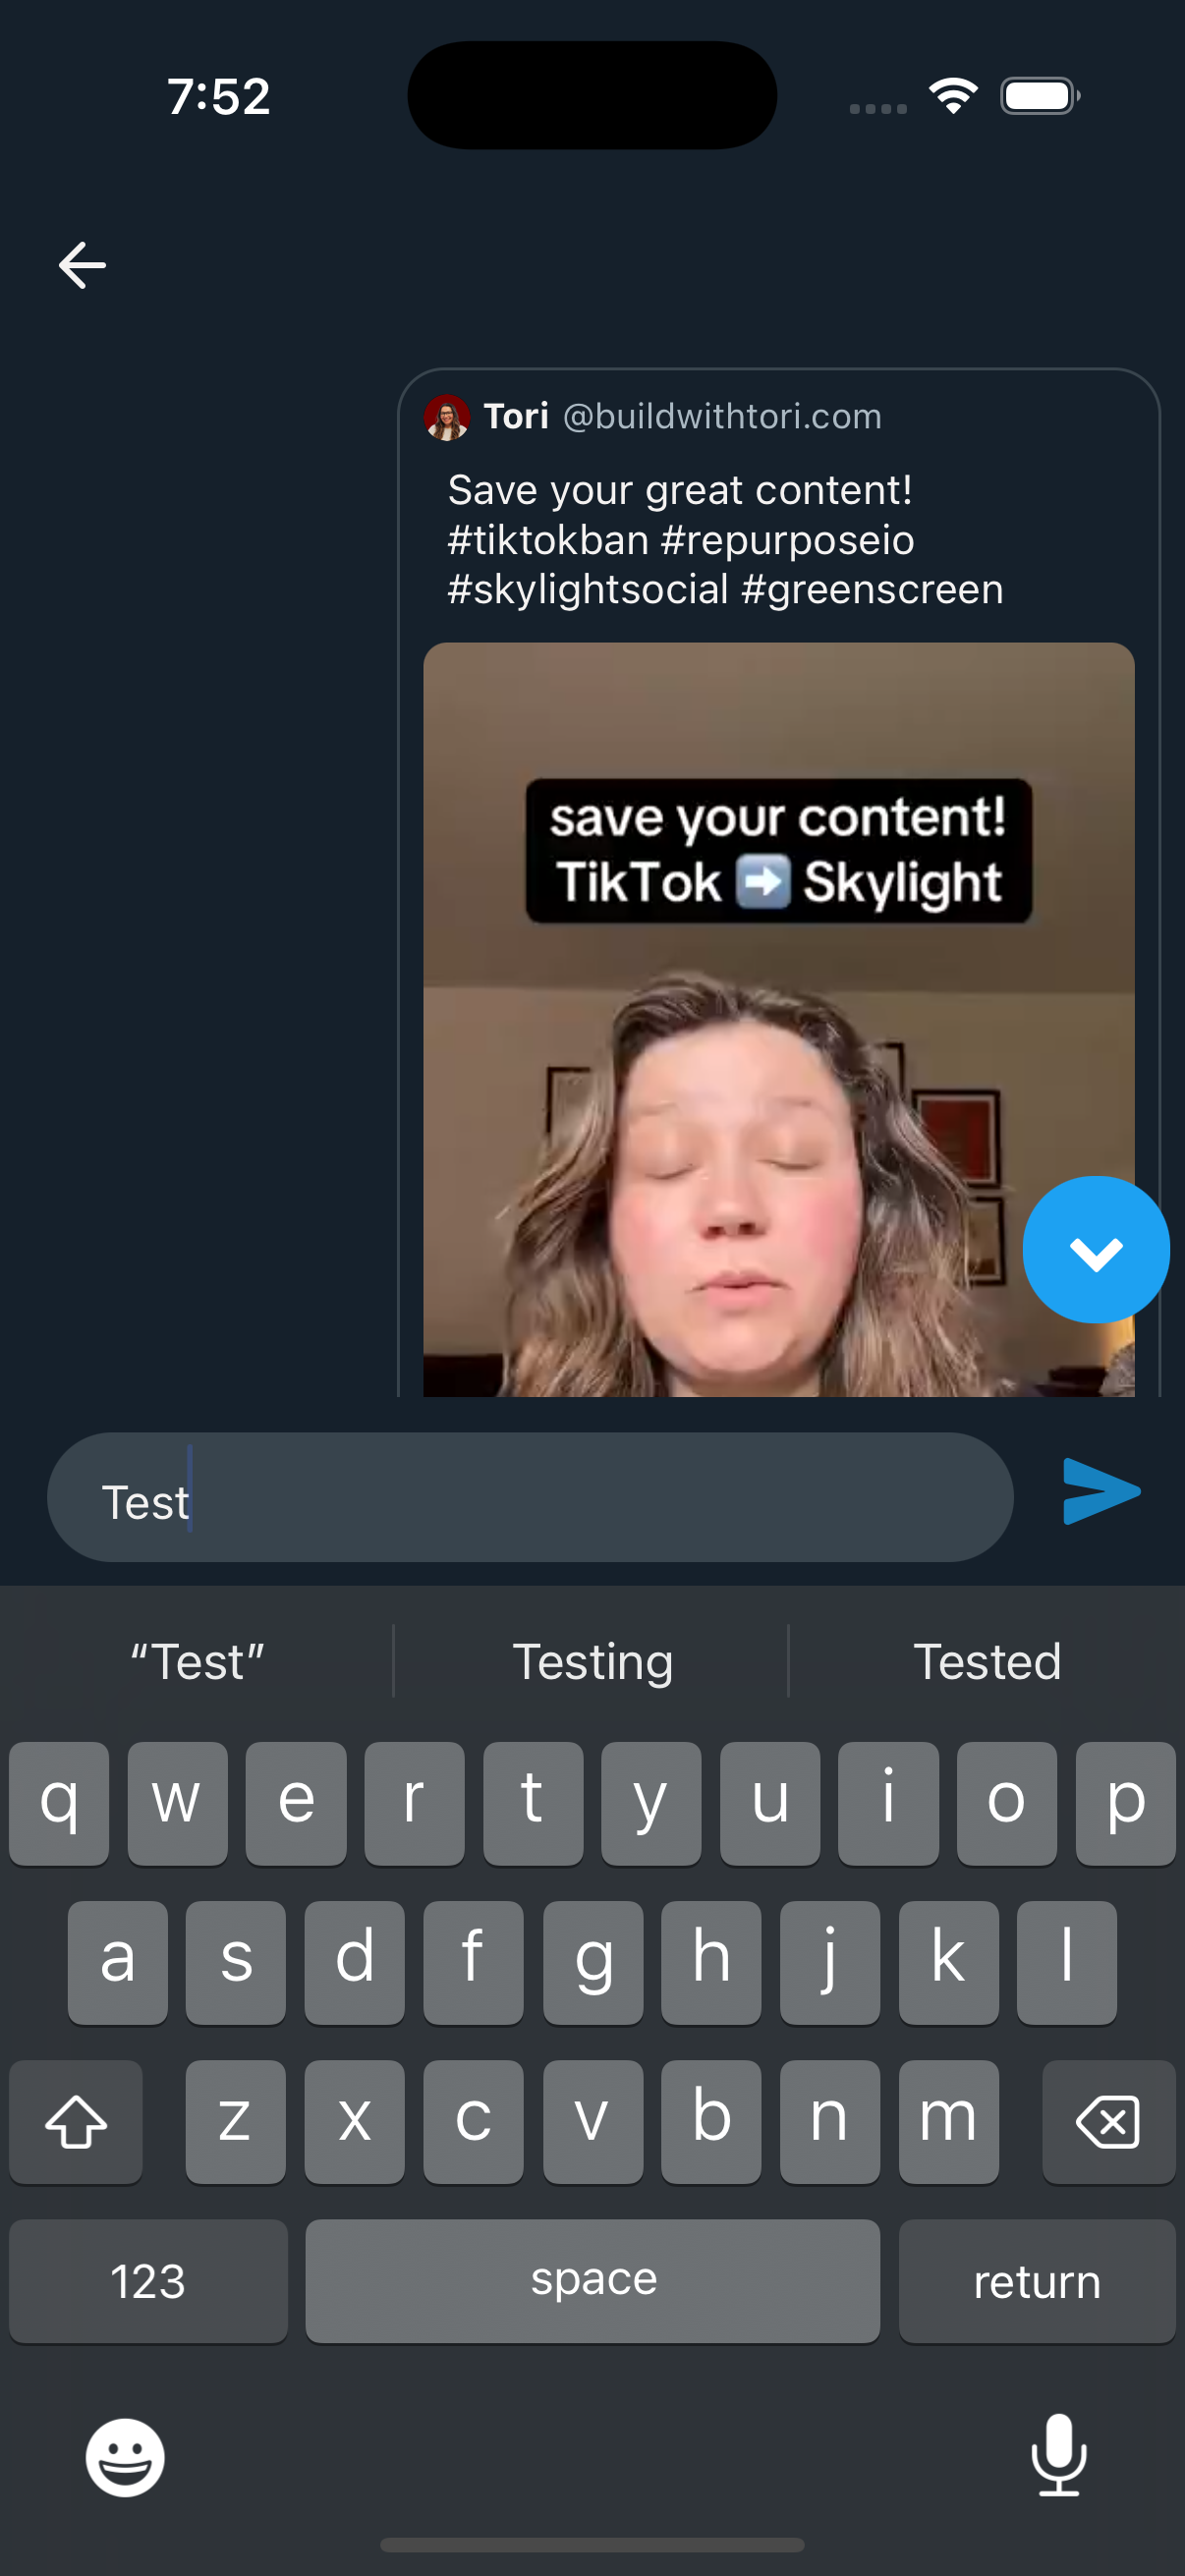 7:52
Tori @buildwithtori.com
Save your great content!
#tiktokban #repurposeio
#skylightsocial #greenscreen
save your content!
TikTok ➡️ Skylight
Test
“Test” Testing Tested
q w e r t y u i o p
a s d f g h j k l
z x c v b n m
123 space return